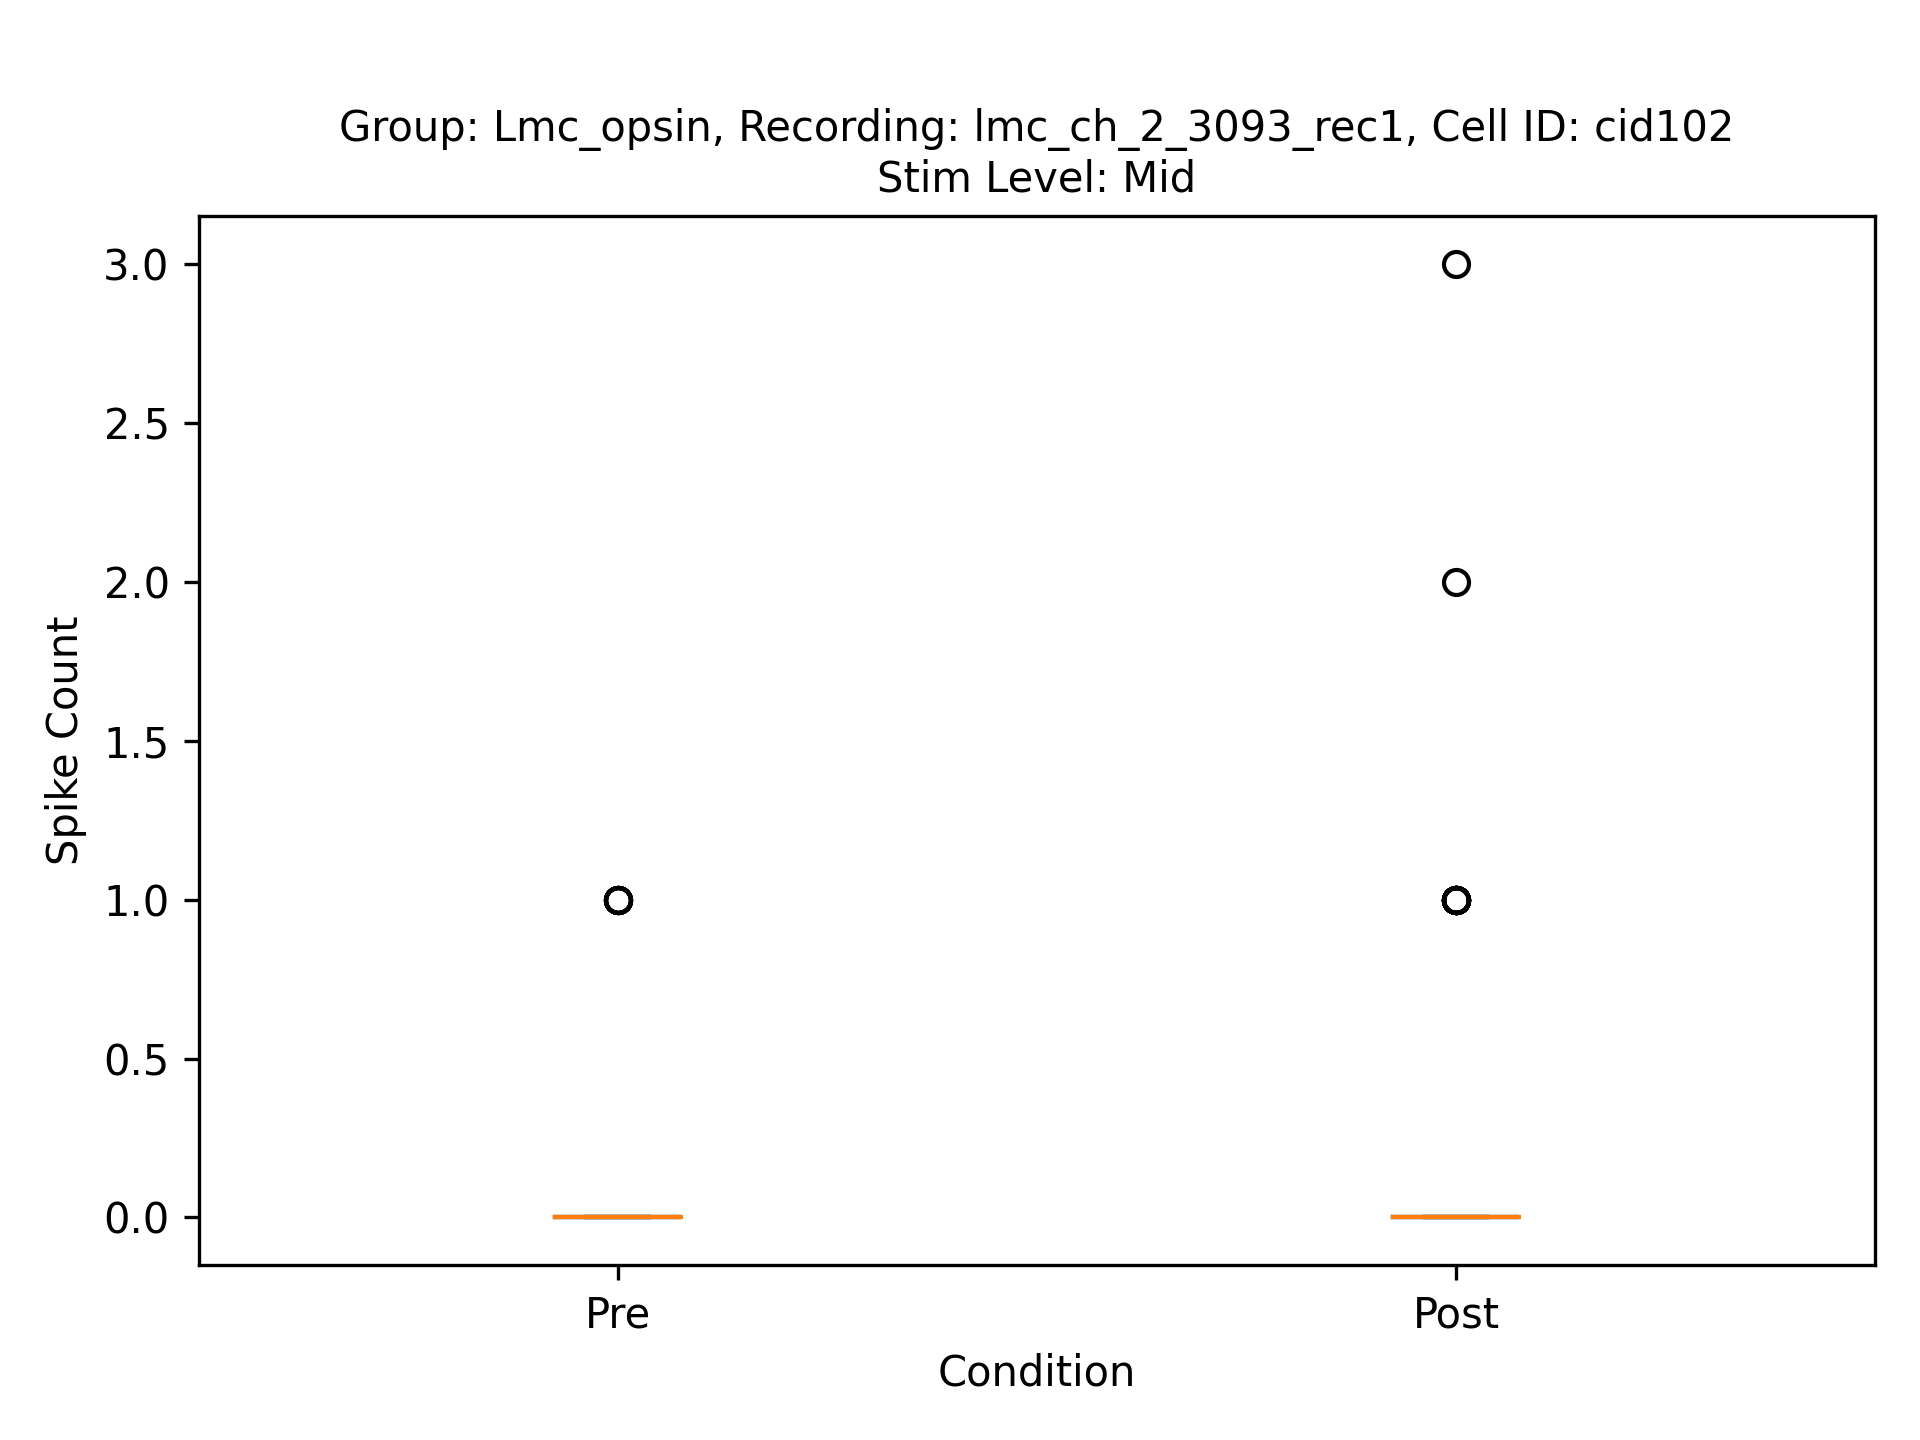 Group: Lmc_opsin, Recording: lmc_ch_2_3093_rec1, Cell ID: cid102
Stim Level: Mid
3.0
2.5
2.0
1.5
1.0
0.5
0.0
Spike Count
Pre
Post
Condition